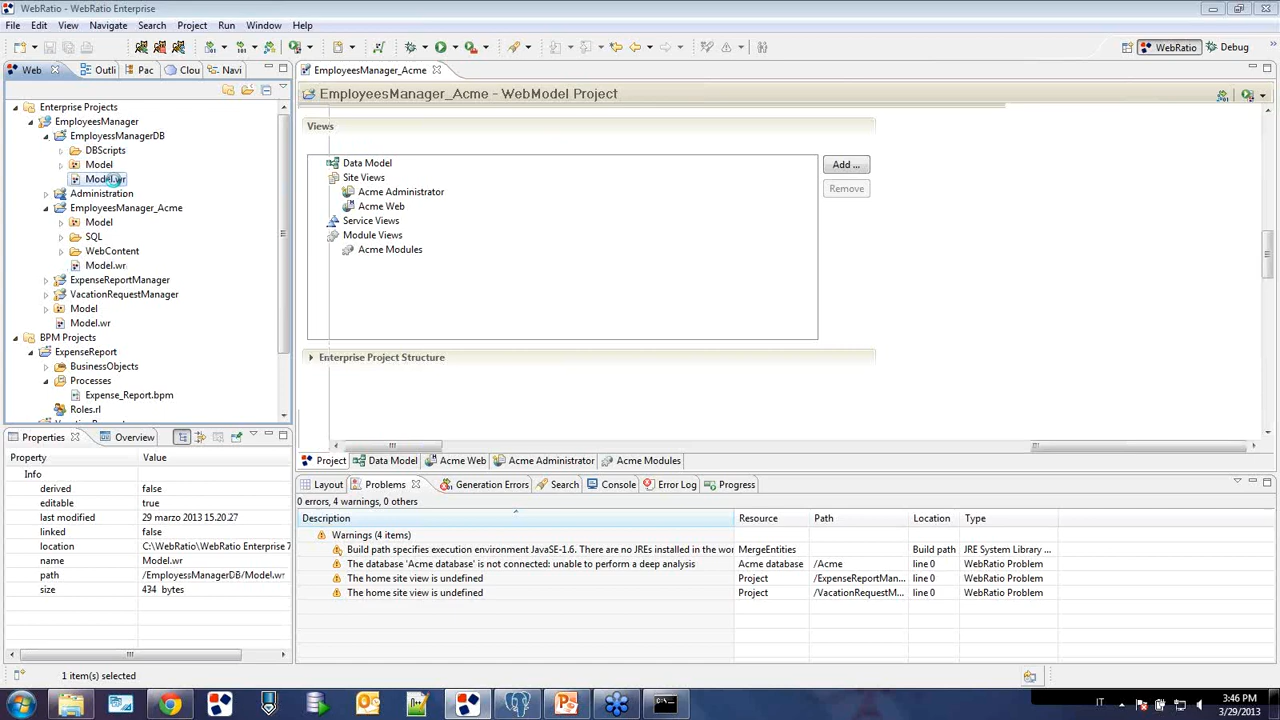 WebRatio - WebRatio Enterprise
File Edit View Navigate Search Project Run Window Help
WebRatio Debug
Web Outli Pac Clou Navi
Enterprise Projects
EmployeesManager
EmployessManagerDB
DBScripts
Model
Model.wr
Administration
EmployeesManager_Acme
Model
SQL
WebContent
Model.wr
ExpenseReportManager
VacationRequestManager
Model
Model.wr
BPM Projects
ExpenseReport
BusinessObjects
Processes
Expense_Report.bpm
Roles.rl
EmployeesManager_Acme
EmployeesManager_Acme - WebModel Project
Views
Data Model
Site Views
Acme Administrator
Acme Web
Service Views
Module Views
Acme Modules
Add ...
Remove
Enterprise Project Structure
Project Data Model Acme Web Acme Administrator Acme Modules
Properties Overview
Property Value
Info
derived false
editable true
last modified 29 marzo 2013 15.20.27
linked false
location C:\WebRatio\WebRatio Enterprise 7
name Model.wr
path /EmployessManagerDB/Model.wr
size 434 bytes
Layout Problems Generation Errors Search Console Error Log Progress
0 errors, 4 warnings, 0 others
Description Resource Path Location Type
Warnings (4 items)
Build path specifies execution environment JavaSE-1.6. There are no JREs installed in the wor MergeEntities Build path JRE System Library ...
The database 'Acme database' is not connected: unable to perform a deep analysis Acme database /Acme line 0 WebRatio Problem
The home site view is undefined Project /ExpenseReportMan... line 0 WebRatio Problem
The home site view is undefined Project /VacationRequestM... line 0 WebRatio Problem
1 item(s) selected
IT
3:46 PM
3/29/2013